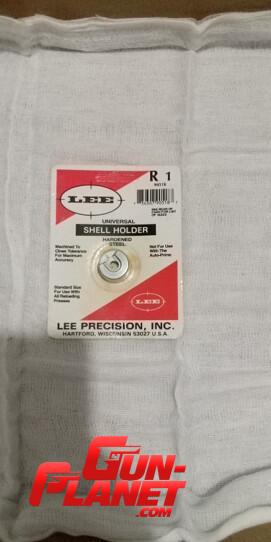 R 1
90518
LEE
UNIVERSAL
SHELL HOLDER
HARDENED
STEEL
Machined To
Close Tolerance
For Maximum
Accuracy
Not For Use
With The
Auto-Prime
Standard Size
For Use With
All Reloading
Presses
LEE
LEE PRECISION, INC.
HARTFORD, WISCONSIN 53027 U.S.A.
GUN-
PLANET
.COM